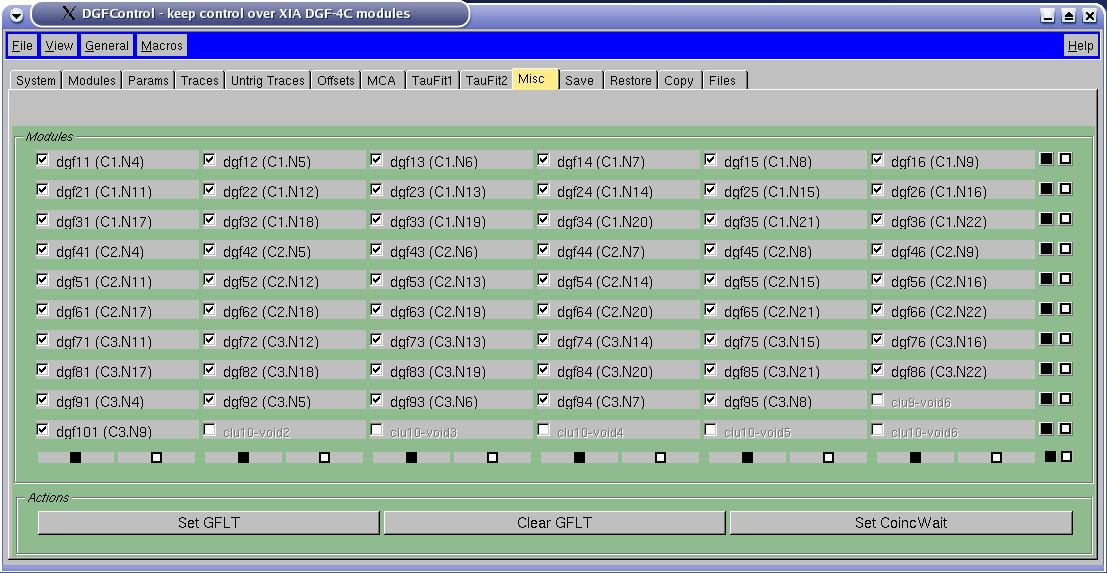 DGFControl - keep control over XIA DGF-4C modules
File View General Macros Help
System Modules Params Traces Untrig Traces Offsets MCA TauFit1 TauFit2 Misc Save Restore Copy Files
Modules
dgf11 (C1.N4) dgf12 (C1.N5) dgf13 (C1.N6) dgf14 (C1.N7) dgf15 (C1.N8) dgf16 (C1.N9)
dgf21 (C1.N11) dgf22 (C1.N12) dgf23 (C1.N13) dgf24 (C1.N14) dgf25 (C1.N15) dgf26 (C1.N16)
dgf31 (C1.N17) dgf32 (C1.N18) dgf33 (C1.N19) dgf34 (C1.N20) dgf35 (C1.N21) dgf36 (C1.N22)
dgf41 (C2.N4) dgf42 (C2.N5) dgf43 (C2.N6) dgf44 (C2.N7) dgf45 (C2.N8) dgf46 (C2.N9)
dgf51 (C2.N11) dgf52 (C2.N12) dgf53 (C2.N13) dgf54 (C2.N14) dgf55 (C2.N15) dgf56 (C2.N16)
dgf61 (C2.N17) dgf62 (C2.N18) dgf63 (C2.N19) dgf64 (C2.N20) dgf65 (C2.N21) dgf66 (C2.N22)
dgf71 (C3.N11) dgf72 (C3.N12) dgf73 (C3.N13) dgf74 (C3.N14) dgf75 (C3.N15) dgf76 (C3.N16)
dgf81 (C3.N17) dgf82 (C3.N18) dgf83 (C3.N19) dgf84 (C3.N20) dgf85 (C3.N21) dgf86 (C3.N22)
dgf91 (C3.N4) dgf92 (C3.N5) dgf93 (C3.N6) dgf94 (C3.N7) dgf95 (C3.N8) clu9-void6
dgf101 (C3.N9) clu10-void2 clu10-void3 clu10-void4 clu10-void5 clu10-void6
Actions
Set GFLT Clear GFLT Set CoincWait